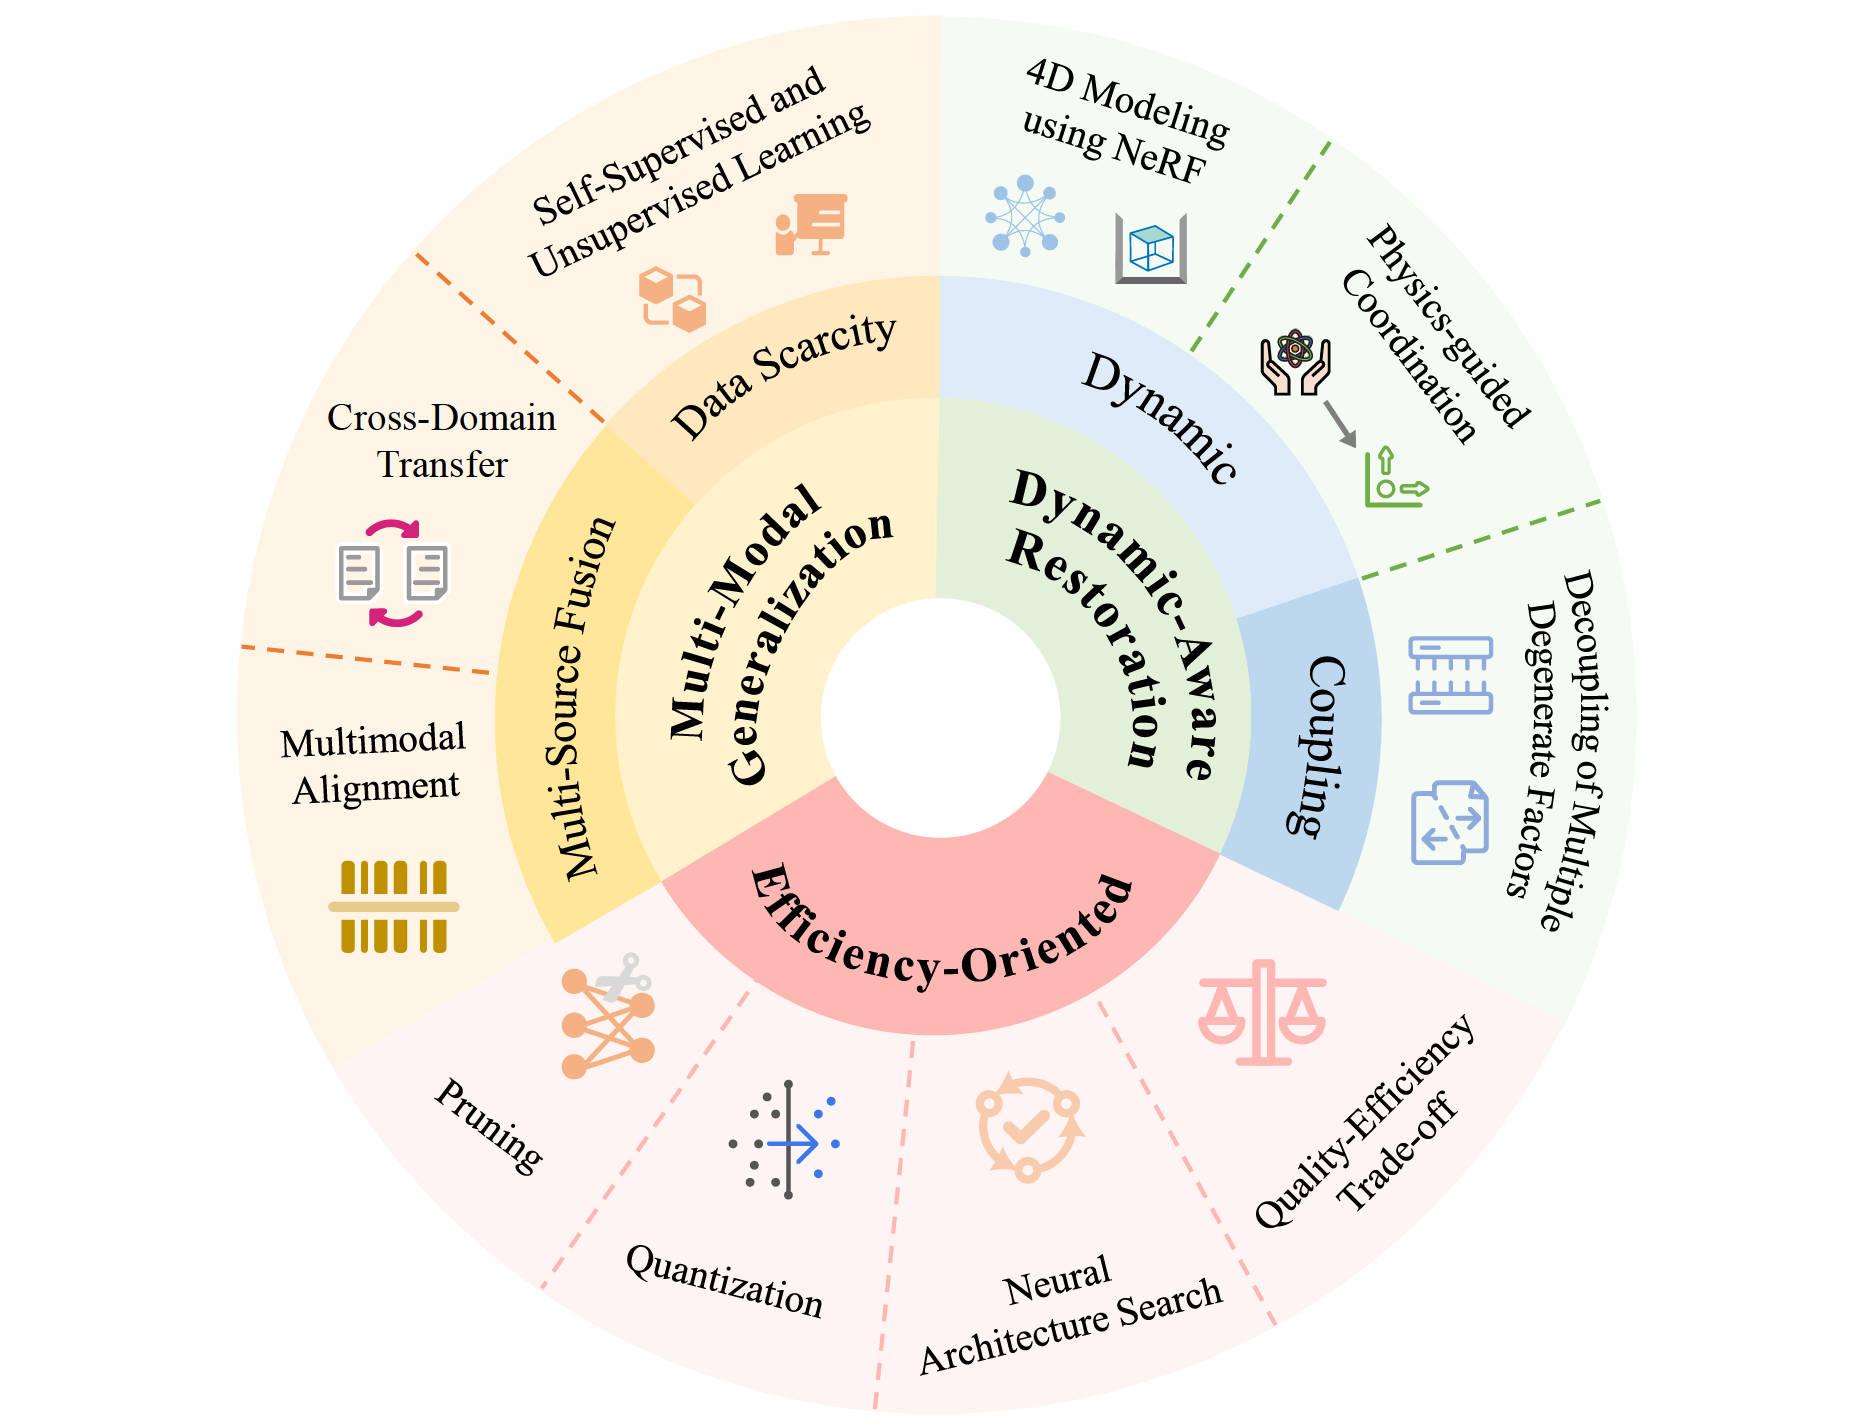 Self-Supervised and
Unsupervised Learning
4D Modeling
using NeRF
Physics-guided
Coordination
Data Scarcity
Dynamic
Cross-Domain
Transfer
Multi-Source Fusion
Multi-Modal
Generalization
Dynamic-Aware
Restoration
Coupling
Decoupling of Multiple
Degenerate Factors
Multimodal
Alignment
Efficiency-Oriented
Pruning
Quantization
Neural
Architecture Search
Quality-Efficiency
Trade-off